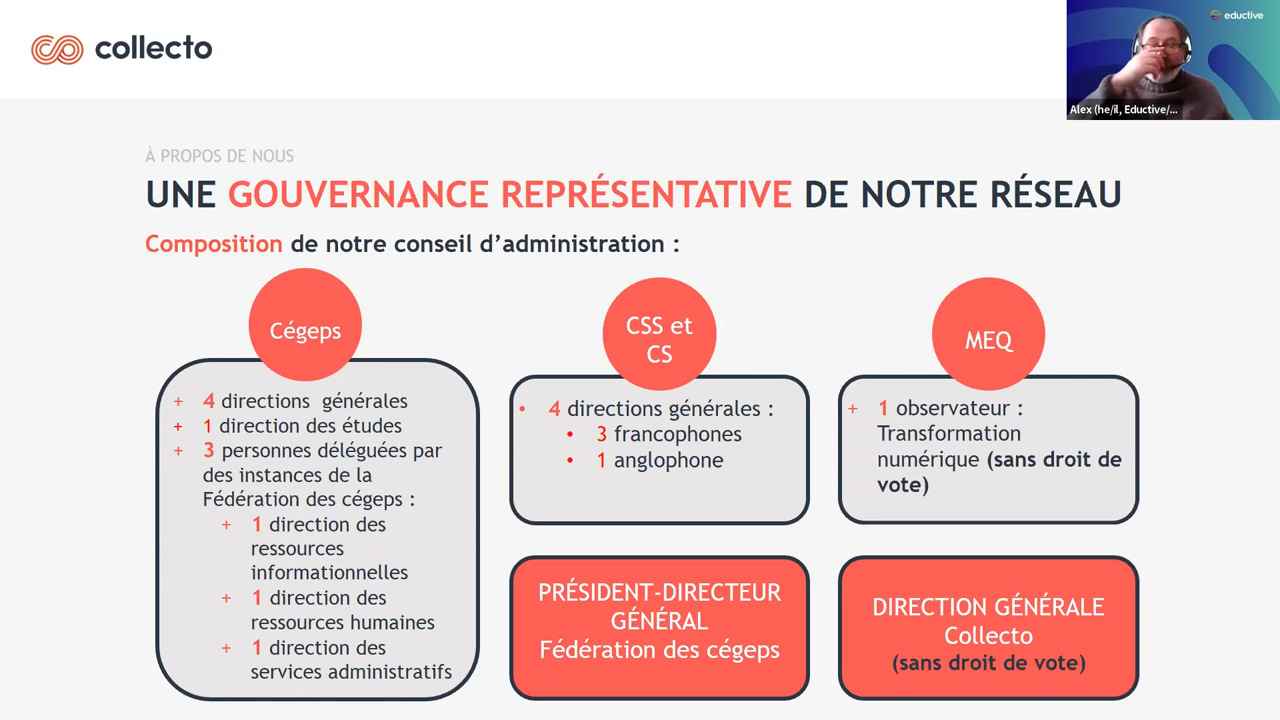 collecto
eductive
Alex (he/il, Eductive/...
À PROPOS DE NOUS
UNE GOUVERNANCE REPRÉSENTATIVE DE NOTRE RÉSEAU
Composition de notre conseil d’administration :
Cégeps
+ 4 directions générales
+ 1 direction des études
+ 3 personnes déléguées par
des instances de la
Fédération des cégeps :
+ 1 direction des
ressources
informationnelles
+ 1 direction des
ressources humaines
+ 1 direction des
services administratifs
CSS et
CS
• 4 directions générales :
• 3 francophones
• 1 anglophone
MEQ
+ 1 observateur :
Transformation
numérique (sans droit de
vote)
PRÉSIDENT-DIRECTEUR
GÉNÉRAL
Fédération des cégeps
DIRECTION GÉNÉRALE
Collecto
(sans droit de vote)